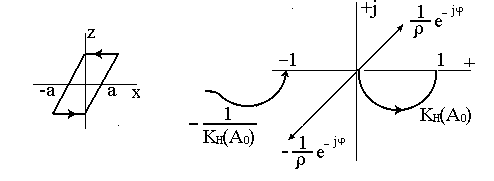 z
-a
a
x
+j
1/ρ e^{-jφ}
-1
1
+
-1/K_H(A_0)
K_H(A_0)
-1/ρ e^{-jφ}